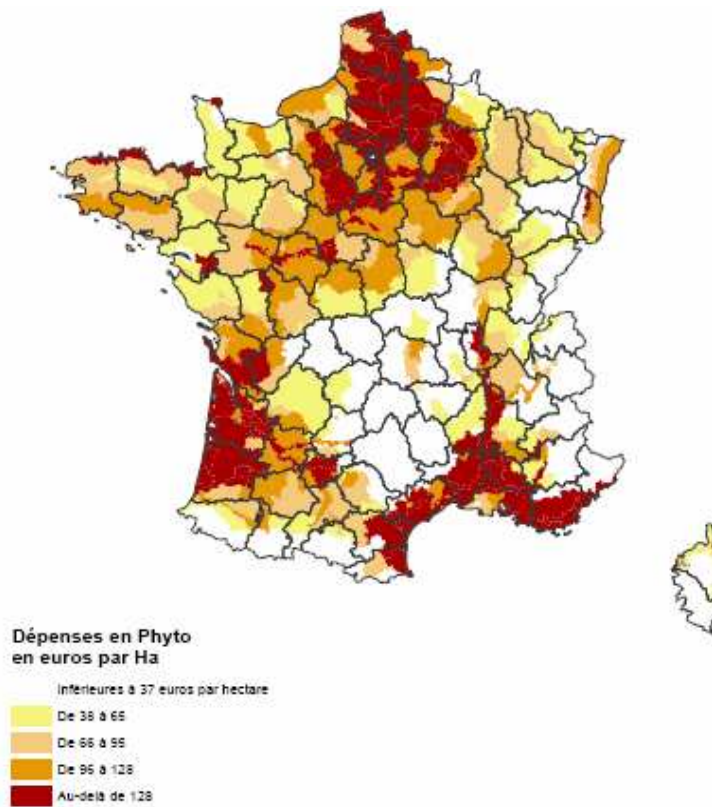 Dépenses en Phyto
en euros par Ha
Inférieures à 37 euros par hectare
De 38 à 65
De 66 à 95
De 96 à 128
Au-delà de 128